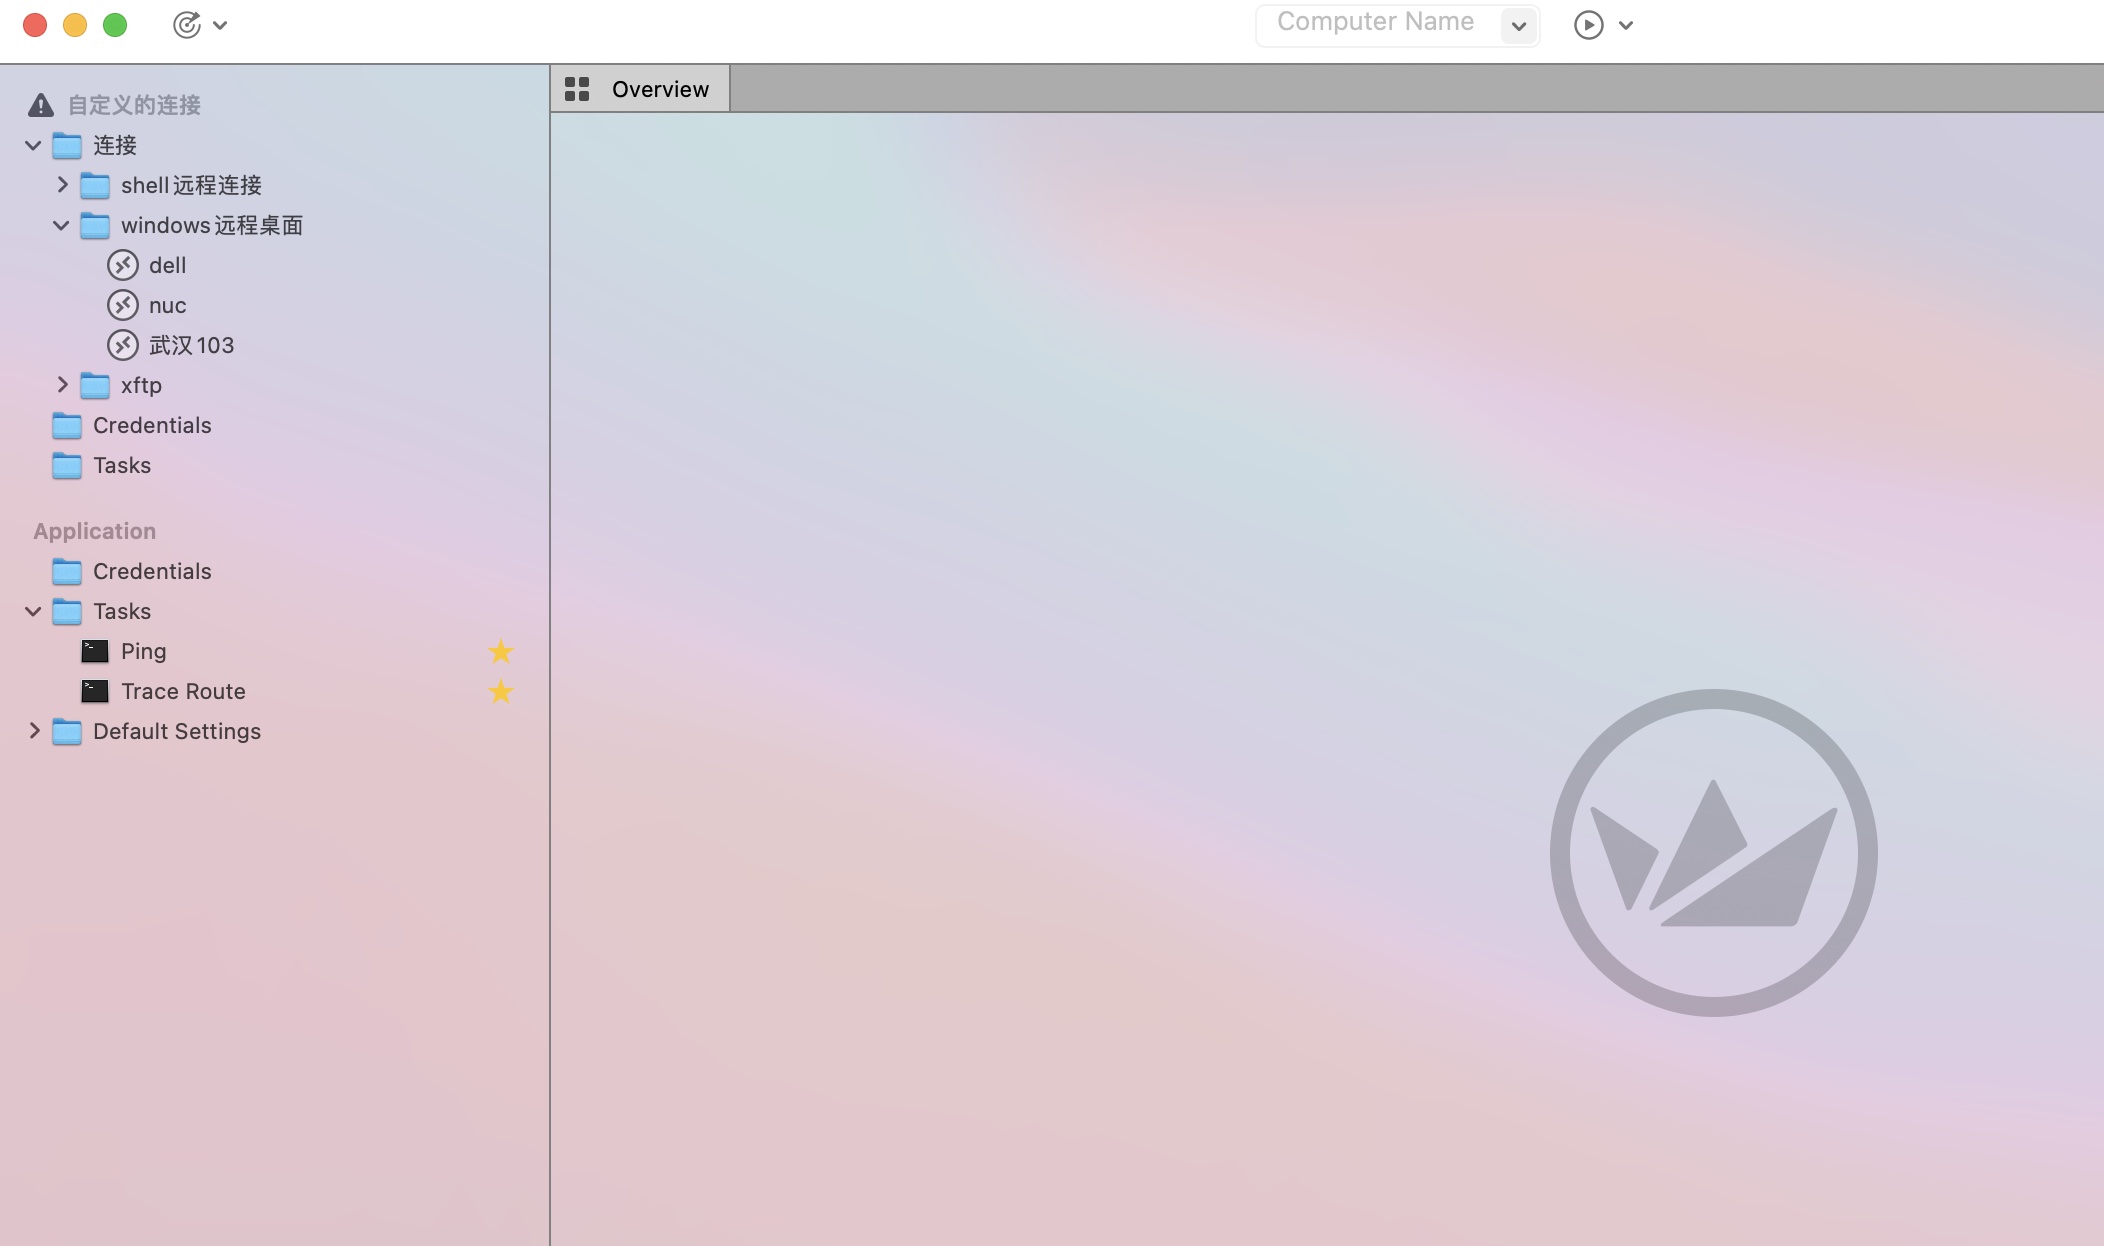 Computer Name
自定义的连接
连接
shell远程连接
windows远程桌面
dell
nuc
武汉103
xftp
Credentials
Tasks
Application
Credentials
Tasks
Ping
Trace Route
Default Settings
Overview